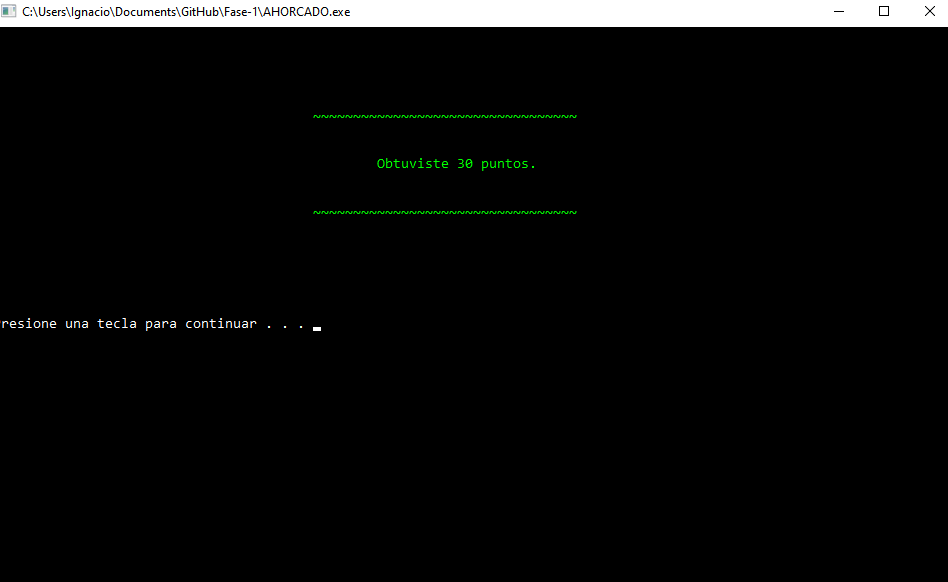 C:\Users\Ignacio\Documents\GitHub\Fase-1\AHORCADO.exe
~~~~~~~~~~~~~~~~~~~~~~~~~~~~~~~~~
Obtuviste 30 puntos.
~~~~~~~~~~~~~~~~~~~~~~~~~~~~~~~~~
resione una tecla para continuar . . .